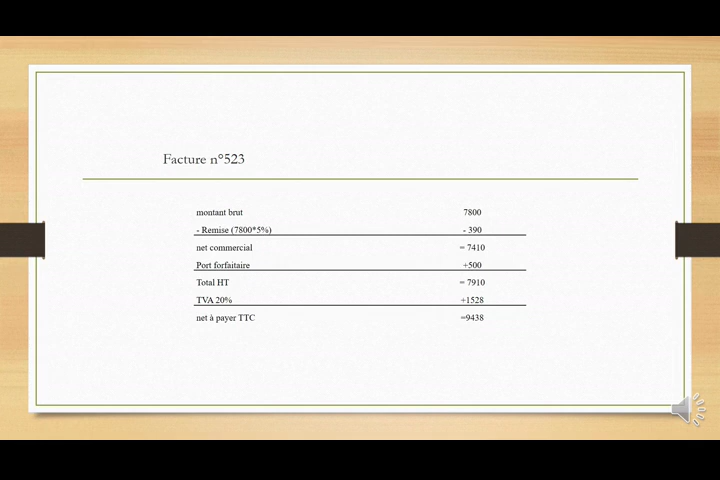 Facture n°523
montant brut 7800
- Remise (7800*5%) - 390
net commercial = 7410
Port forfaitaire +500
Total HT = 7910
TVA 20% +1528
net à payer TTC =9438